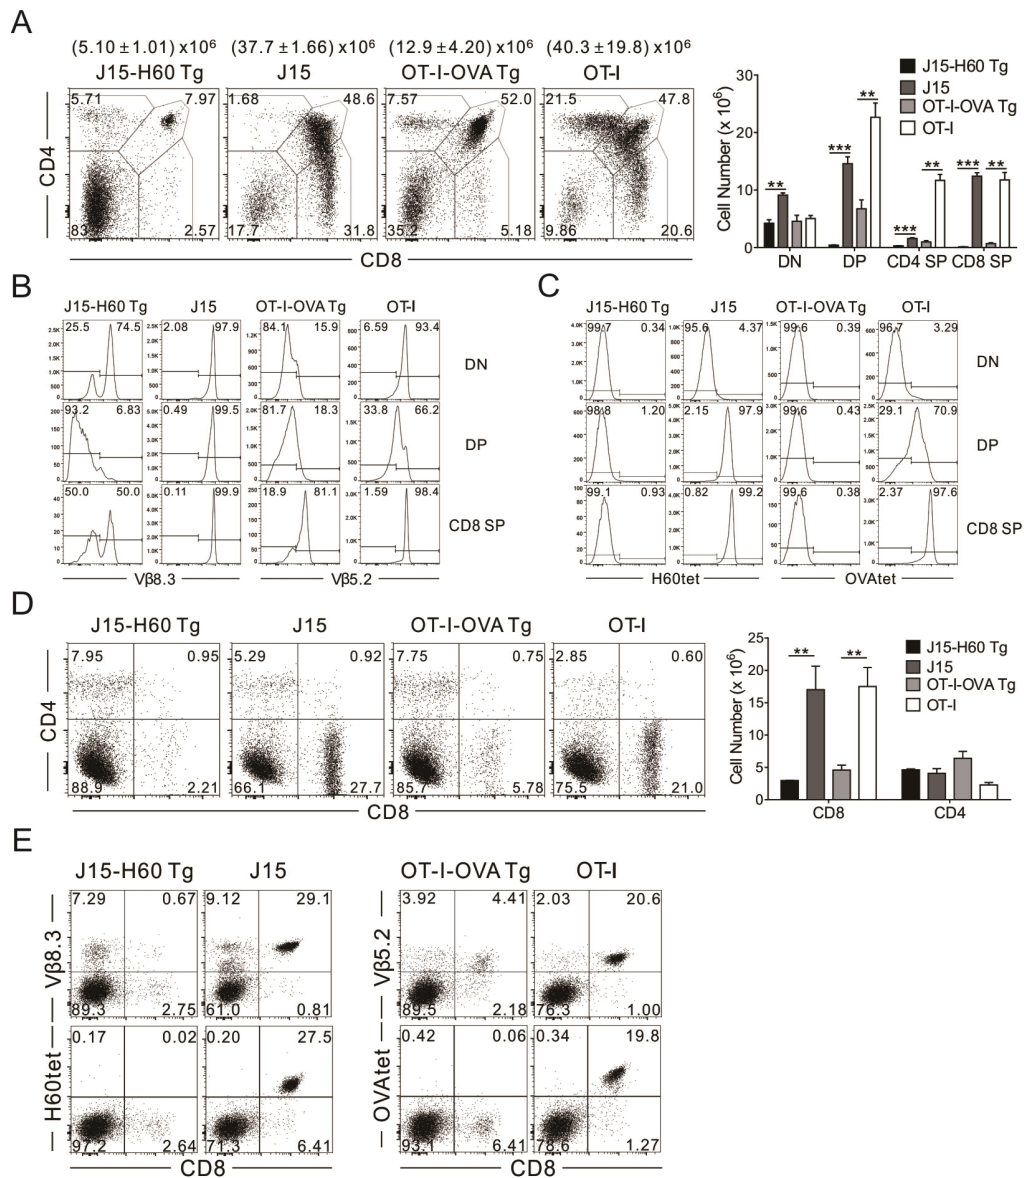 A
(5.10 ±1.01) x10⁶ (37.7 ±1.66) x10⁶ (12.9 ±4.20) x10⁶ (40.3 ±19.8) x10⁶
J15-H60 Tg J15 OT-I-OVA Tg OT-I
5.71 7.97 1.68 48.6 7.57 52.0 21.5 47.8
CD4
2.57 17.7 31.8 35.2 5.18 9.86 20.6
CD8
J15-H60 Tg
J15
OT-I-OVA Tg
OT-I
Cell Number (x 10⁶)
30
20
10
0
** *** ** *** ** *** **
DN DP CD4 SP CD8 SP
B
J15-H60 Tg J15 OT-I-OVA Tg OT-I
25.5 74.5 2.08 97.9 84.1 15.9 6.59 93.4
DN
93.2 6.83 0.49 99.5 81.7 18.3 33.8 66.2
DP
50.0 50.0 0.11 99.9 18.9 81.1 1.59 98.4
CD8 SP
Vβ8.3 Vβ5.2
C
J15-H60 Tg J15 OT-I-OVA Tg OT-I
99.7 0.34 95.6 4.37 99.6 0.39 96.7 3.29
DN
98.8 1.20 2.15 97.9 99.6 0.43 29.1 70.9
DP
99.1 0.93 0.82 99.2 99.6 0.38 2.37 97.6
CD8 SP
H60tet OVAtet
D
J15-H60 Tg J15 OT-I-OVA Tg OT-I
7.95 0.95 5.29 0.92 7.75 0.75 2.85 0.60
CD4
88.9 2.21 66.1 27.7 85.7 5.78 75.5 21.0
CD8
J15-H60 Tg
J15
OT-I-OVA Tg
OT-I
Cell Number (x 10⁶)
25
20
15
10
5
0
** **
CD8 CD4
E
J15-H60 Tg J15 OT-I-OVA Tg OT-I
7.29 0.67 9.12 29.1 3.92 4.41 2.03 20.6
Vβ8.3 Vβ5.2
89.3 2.75 61.0 0.81 89.5 2.18 76.3 1.00
0.17 0.02 0.20 27.5 0.42 0.06 0.34 19.8
H60tet OVAtet
97.2 2.64 71.3 6.41 93.1 6.41 78.6 1.27
CD8 CD8